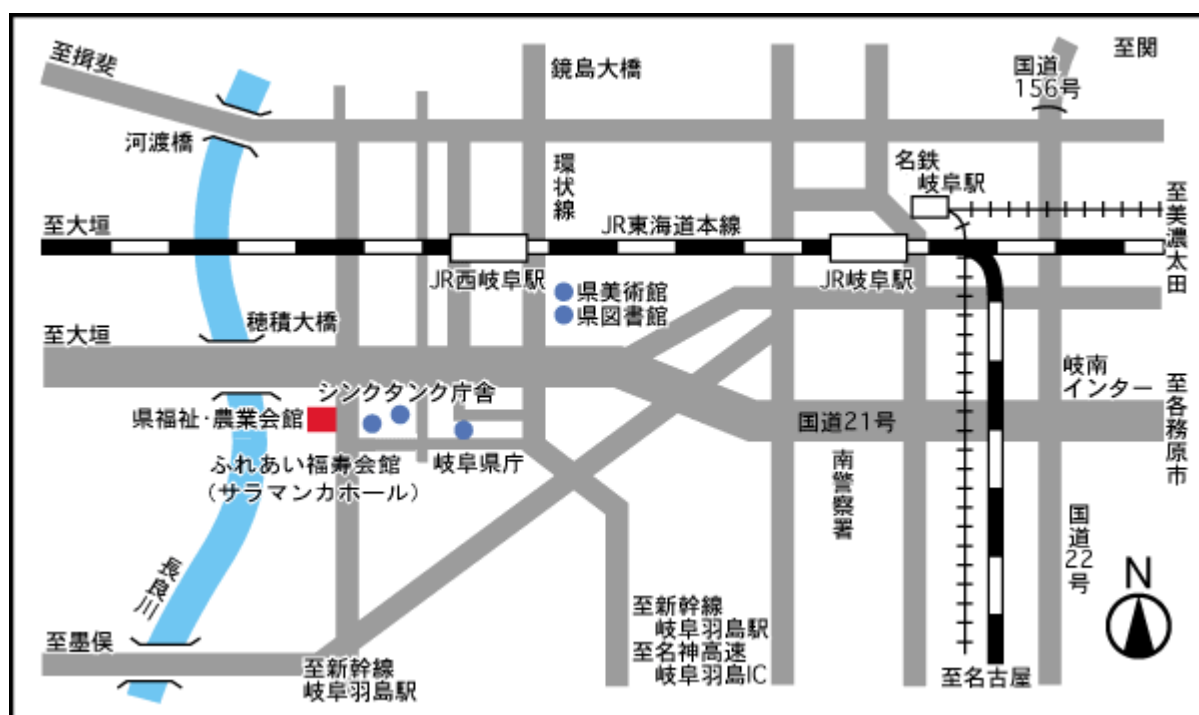 至揖斐
鏡島大橋
国道
156号
至関
河渡橋
環状線
名鉄
岐阜駅
至大垣
JR東海道本線
至美濃太田
JR西岐阜駅
JR岐阜駅
県美術館
県図書館
穂積大橋
至大垣
岐南
インター
シンクタンク庁舎
県福祉・農業会館
国道21号
至各務原市
ふれあい福寿会館
(サラマンカホール)
岐阜県庁
南警察署
国道22号
長良川
N
至墨俣
至新幹線
岐阜羽島駅
至新幹線
岐阜羽島駅
至名神高速
岐阜羽島IC
至名古屋